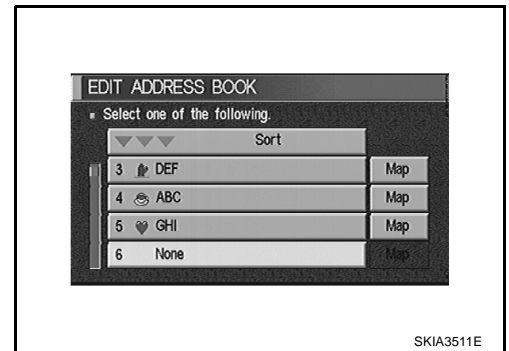 EDIT ADDRESS BOOK
Select one of the following.
Sort
3 DEF Map
4 ABC Map
5 GHI Map
6 None Map
SKIA3511E